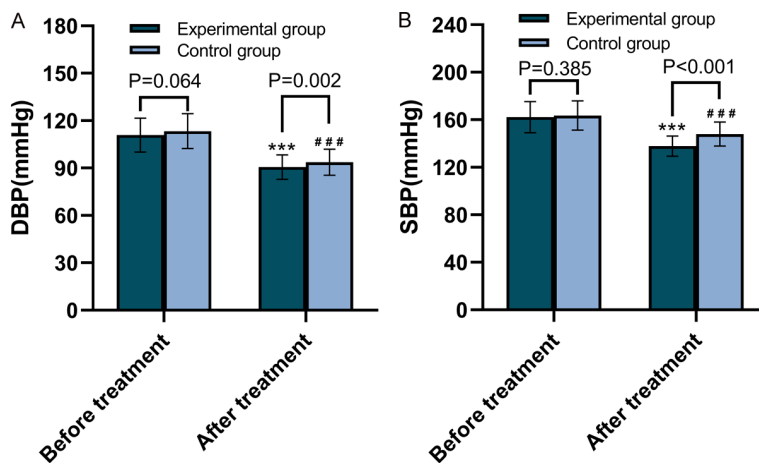 A
Experimental group
Control group
DBP(mmHg)
180
150
120
90
60
30
0
P=0.064
P=0.002
***
###
Before treatment
After treatment
B
Experimental group
Control group
SBP(mmHg)
240
200
160
120
80
40
0
P=0.385
P<0.001
***
###
Before treatment
After treatment